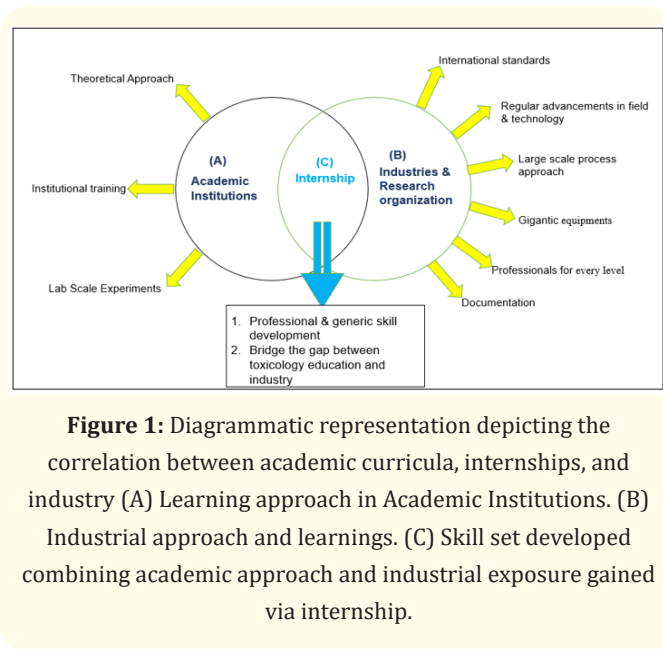 International standards
Theoretical Approach
Regular advancements in field
& technology
(A)
Academic
Institutions
(C)
Internship
(B)
Industries &
Research
organization
Large scale process
approach
Institutional training
Gigantic equipments
Professionals for every level
Lab Scale Experiments
Documentation
1. Professional & generic skill
development
2. Bridge the gap between
toxicology education and
industry
Figure 1: Diagrammatic representation depicting the
correlation between academic curricula, internships, and
industry (A) Learning approach in Academic Institutions. (B)
Industrial approach and learnings. (C) Skill set developed
combining academic approach and industrial exposure gained
via internship.